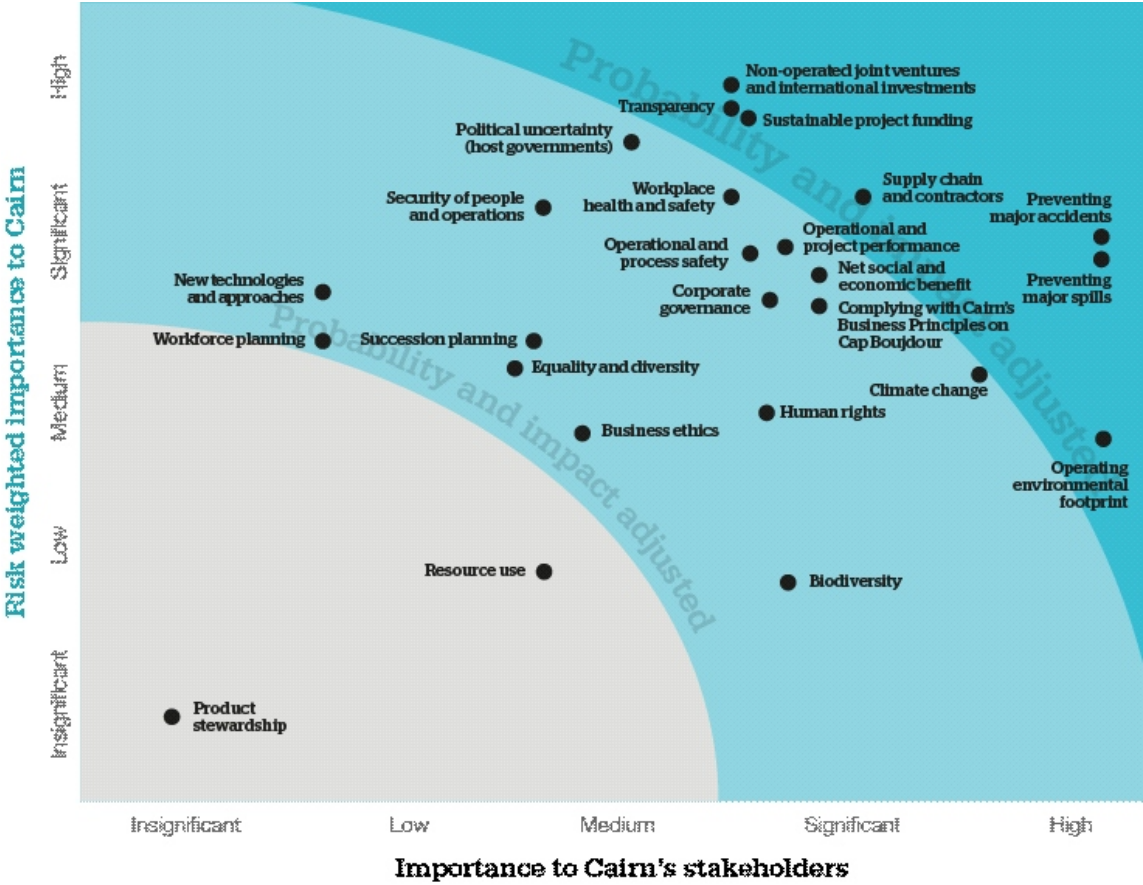 Risk weighted importance to Cairn
High
Significant
Medium
Low
Insignificant
Probability and impact adjusted
Probability and impact adjusted
Non-operated joint ventures
and international investments
Transparency
Sustainable project funding
Political uncertainty
(host governments)
Workplace
health and safety
Supply chain
and contractors
Preventing
major accidents
Security of people
and operations
Operational and
project performance
Operational and
process safety
Net social and
economic benefit
Preventing
major spills
New technologies
and approaches
Corporate
governance
Complying with Cairn's
Business Principles on
Cap Boujdour
Workforce planning
Succession planning
Equality and diversity
Climate change
Human rights
Business ethics
Operating
environmental
footprint
Resource use
Biodiversity
Product
stewardship
Insignificant
Low
Medium
Significant
High
Importance to Cairn's stakeholders